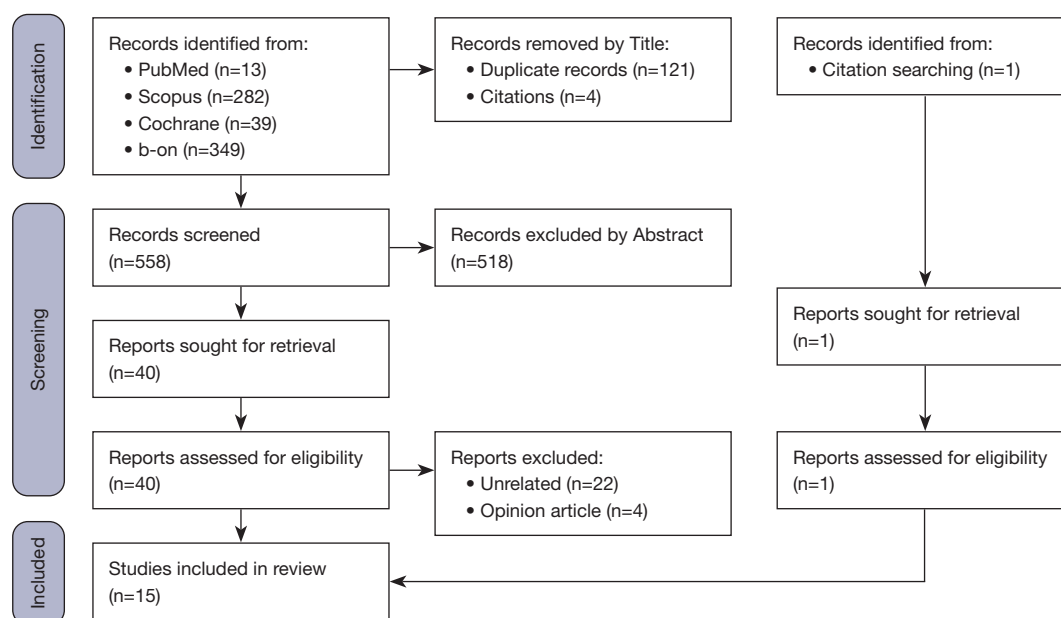 Identification
Records identified from:
• PubMed (n=13)
• Scopus (n=282)
• Cochrane (n=39)
• b-on (n=349)
Records removed by Title:
• Duplicate records (n=121)
• Citations (n=4)
Records identified from:
• Citation searching (n=1)
Screening
Records screened
(n=558)
Records excluded by Abstract
(n=518)
Reports sought for retrieval
(n=40)
Reports sought for retrieval
(n=1)
Reports assessed for eligibility
(n=40)
Reports excluded:
• Unrelated (n=22)
• Opinion article (n=4)
Reports assessed for eligibility
(n=1)
Included
Studies included in review
(n=15)